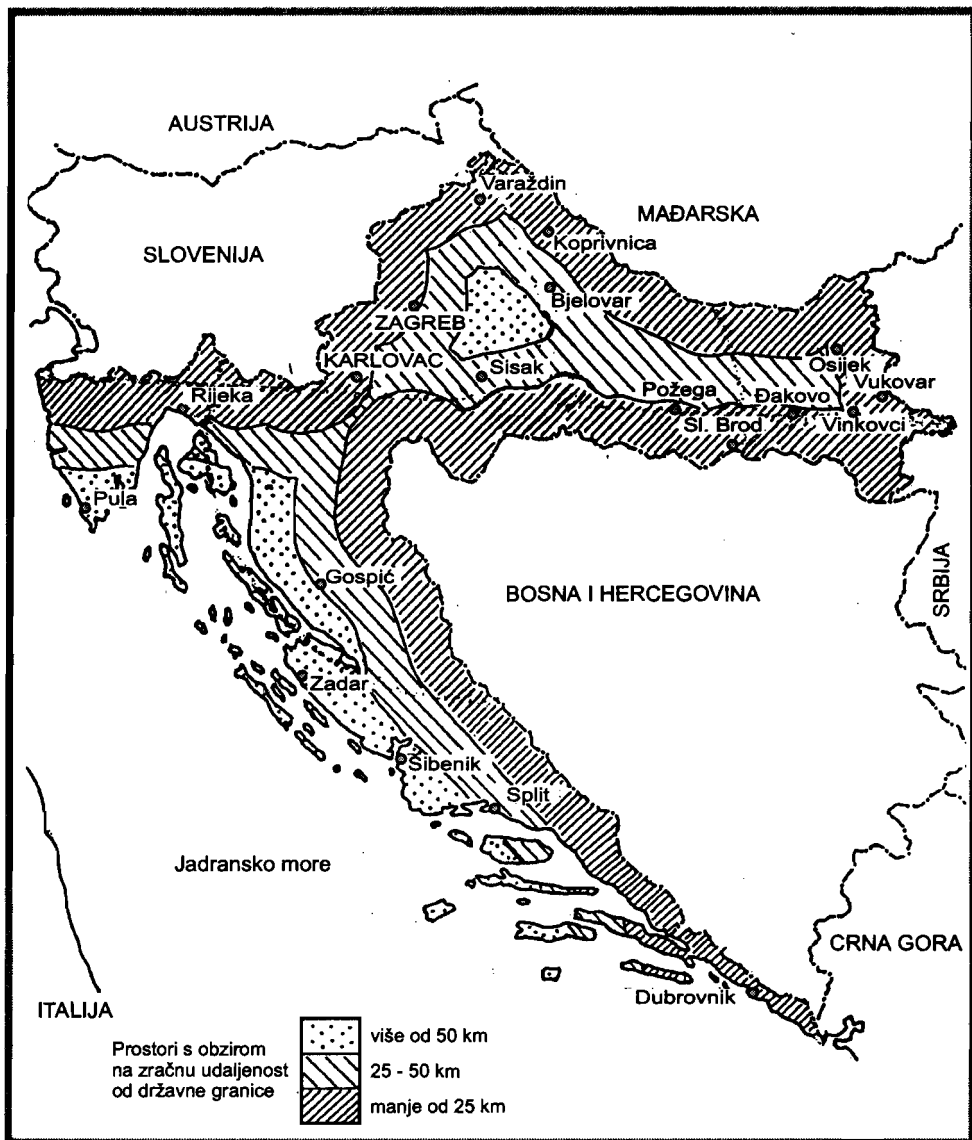 AUSTRIJA
Varaždin
MAĐARSKA
Koprivnica
SLOVENIJA
Bjelovar
ZAGREB
KARLOVAC
Sisak
Osijek
Rijeka
Požega
Đakovo
Vukovar
Sl. Brod
Vinkovci
Pula
Gospić
BOSNA I HERCEGOVINA
SRBIJA
Zadar
Šibenik
Split
Jadransko more
CRNA GORA
Dubrovnik
ITALIJA
Prostori s obzirom
na zračnu udaljenost
od državne granice
više od 50 km
25 - 50 km
manje od 25 km